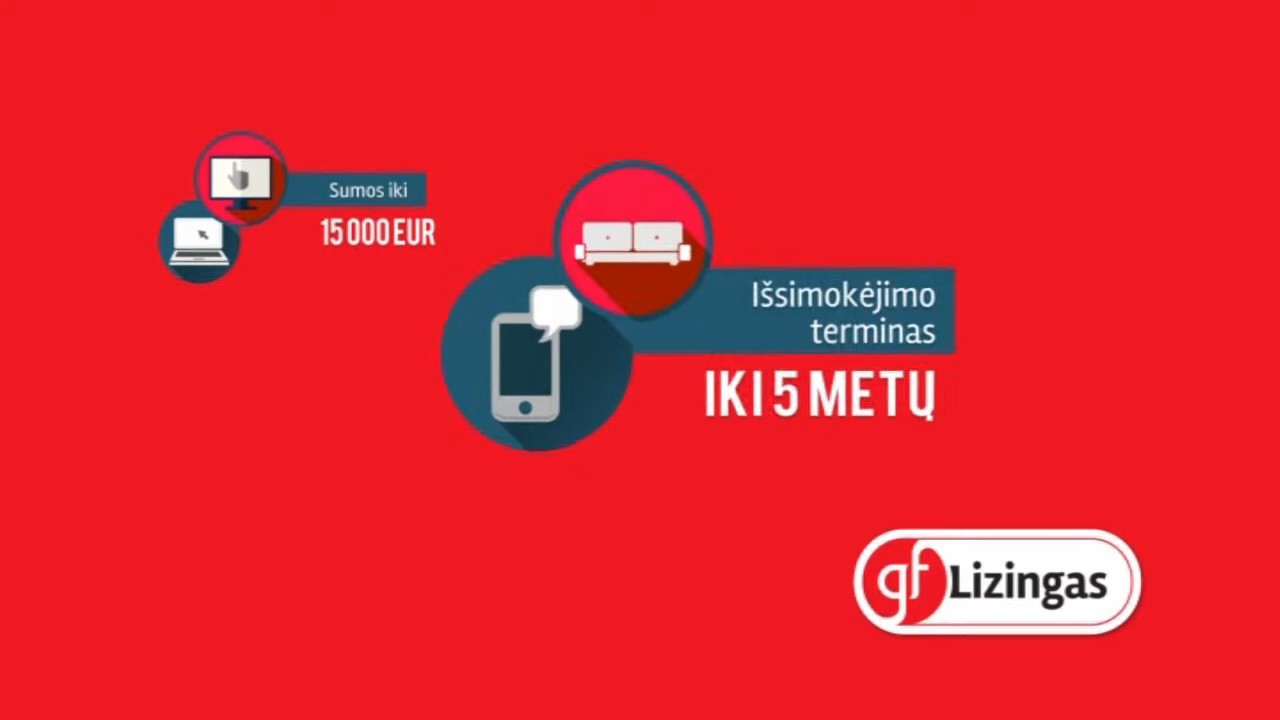 Sumos iki
15 000 EUR
Išsimokėjimo
terminas
IKI 5 METŲ
gf Lizingas